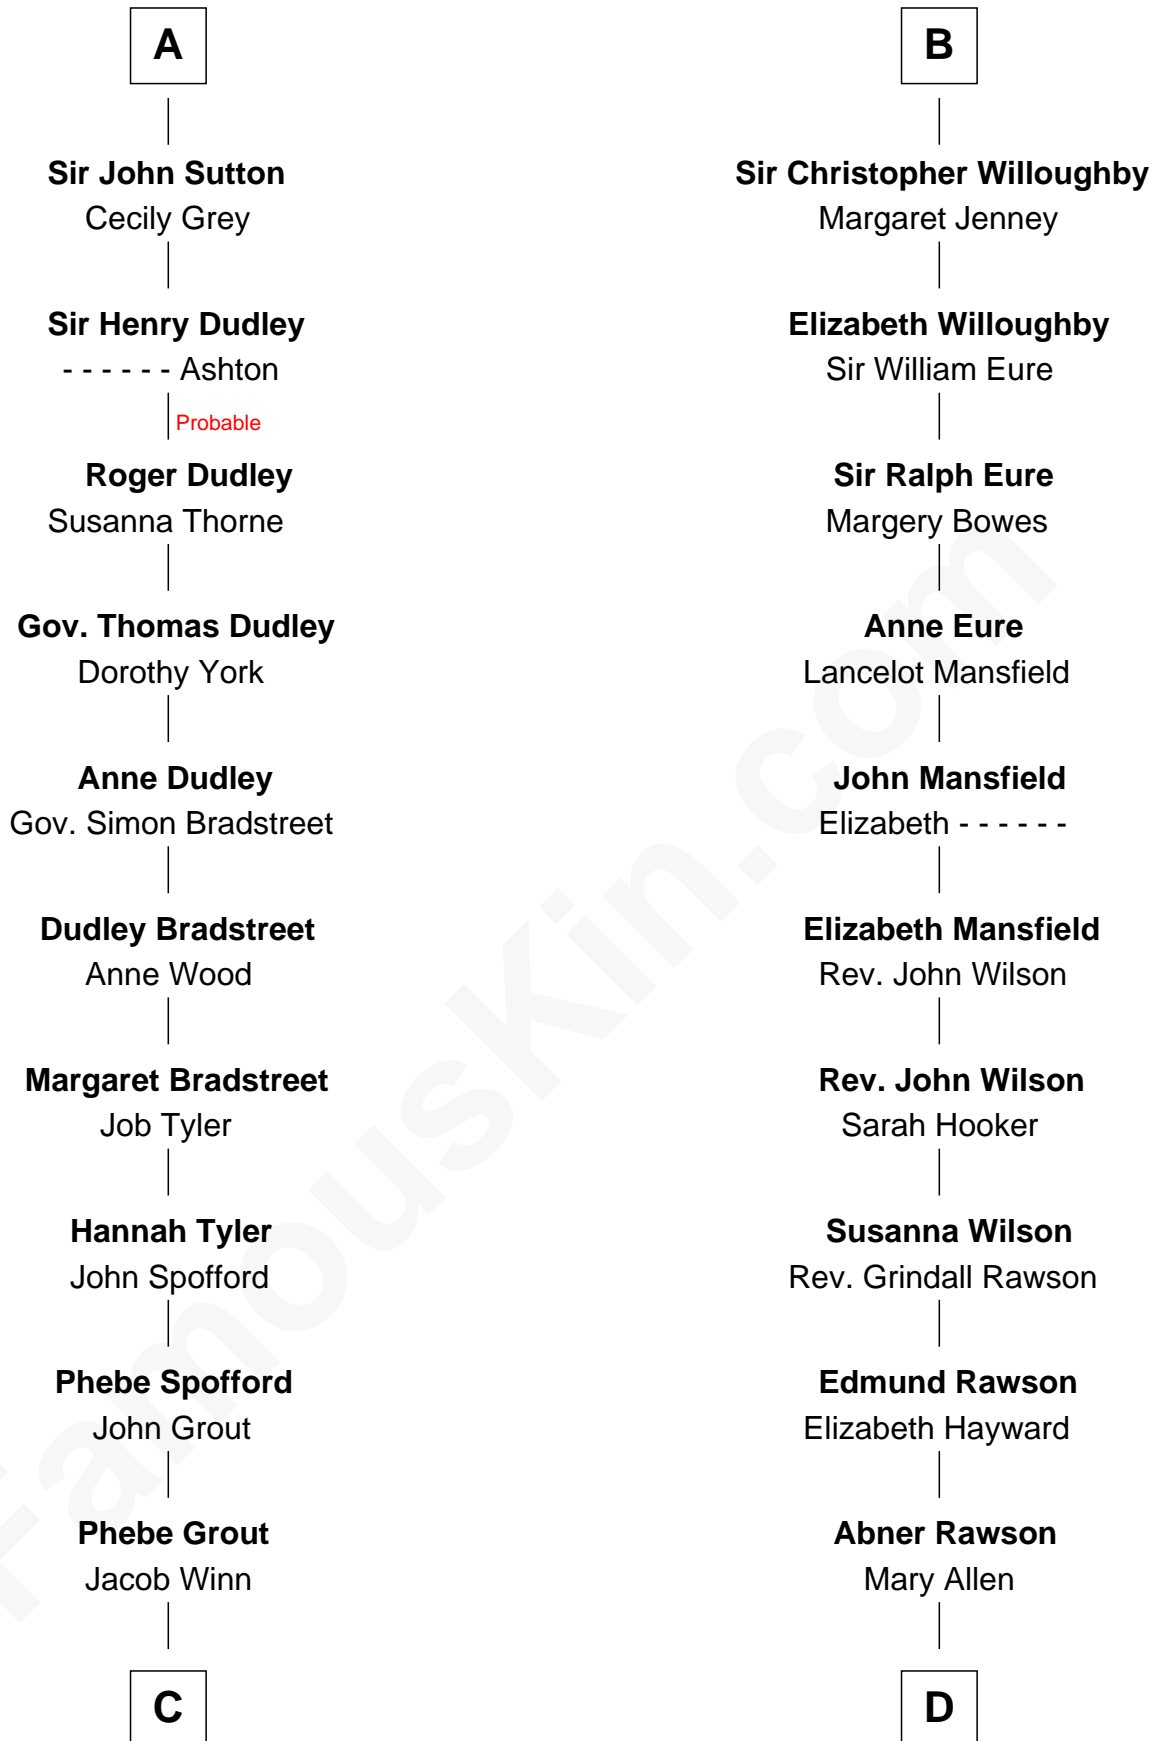 A
Sir John Sutton
Cecily Grey
Sir Henry Dudley
- - - - - - Ashton
Probable
Roger Dudley
Susanna Thorne
Gov. Thomas Dudley
Dorothy York
Anne Dudley
Gov. Simon Bradstreet
Dudley Bradstreet
Anne Wood
Margaret Bradstreet
Job Tyler
Hannah Tyler
John Spofford
Phebe Spofford
John Grout
Phebe Grout
Jacob Winn
C
B
Sir Christopher Willoughby
Margaret Jenney
Elizabeth Willoughby
Sir William Eure
Sir Ralph Eure
Margery Bowes
Anne Eure
Lancelot Mansfield
John Mansfield
Elizabeth - - - - - -
Elizabeth Mansfield
Rev. John Wilson
Rev. John Wilson
Sarah Hooker
Susanna Wilson
Rev. Grindall Rawson
Edmund Rawson
Elizabeth Hayward
Abner Rawson
Mary Allen
D
FamousKin.com